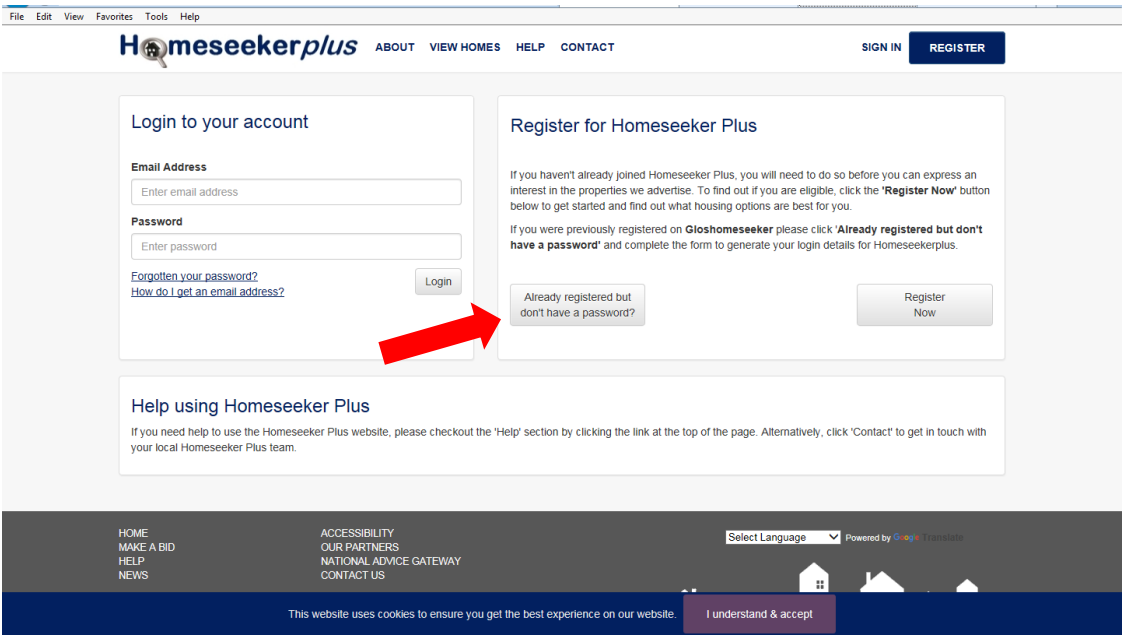 File Edit View Favorites Tools Help
Homeseekerplus ABOUT VIEW HOMES HELP CONTACT SIGN IN REGISTER
Login to your account
Email Address
Enter email address
Password
Enter password
Forgotten your password?
How do I get an email address?
Login
Register for Homeseeker Plus
If you haven't already joined Homeseeker Plus, you will need to do so before you can express an
interest in the properties we advertise. To find out if you are eligible, click the 'Register Now' button
below to get started and find out what housing options are best for you.
If you were previously registered on Gloshomeseeker please click 'Already registered but don't
have a password' and complete the form to generate your login details for Homeseekerplus.
Already registered but
don't have a password?
Register
Now
Help using Homeseeker Plus
If you need help to use the Homeseeker Plus website, please checkout the 'Help' section by clicking the link at the top of the page. Alternatively, click 'Contact' to get in touch with
your local Homeseeker Plus team.
HOME
MAKE A BID
HELP
NEWS
ACCESSIBILITY
OUR PARTNERS
NATIONAL ADVICE GATEWAY
CONTACT US
Select Language Powered by Google Translate
This website uses cookies to ensure you get the best experience on our website. I understand & accept